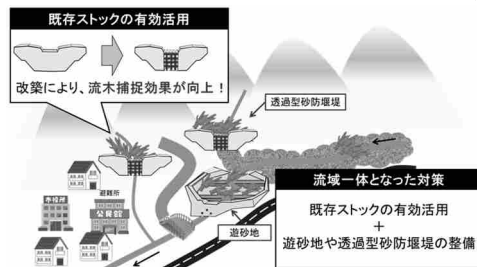 既存ストックの有効活用
改築により、流木捕捉効果が向上！
透過型砂防堰堤
避難所
市役所
公民館
遊砂地
流域一体となった対策
既存ストックの有効活用
＋
遊砂地や透過型砂防堰堤の整備